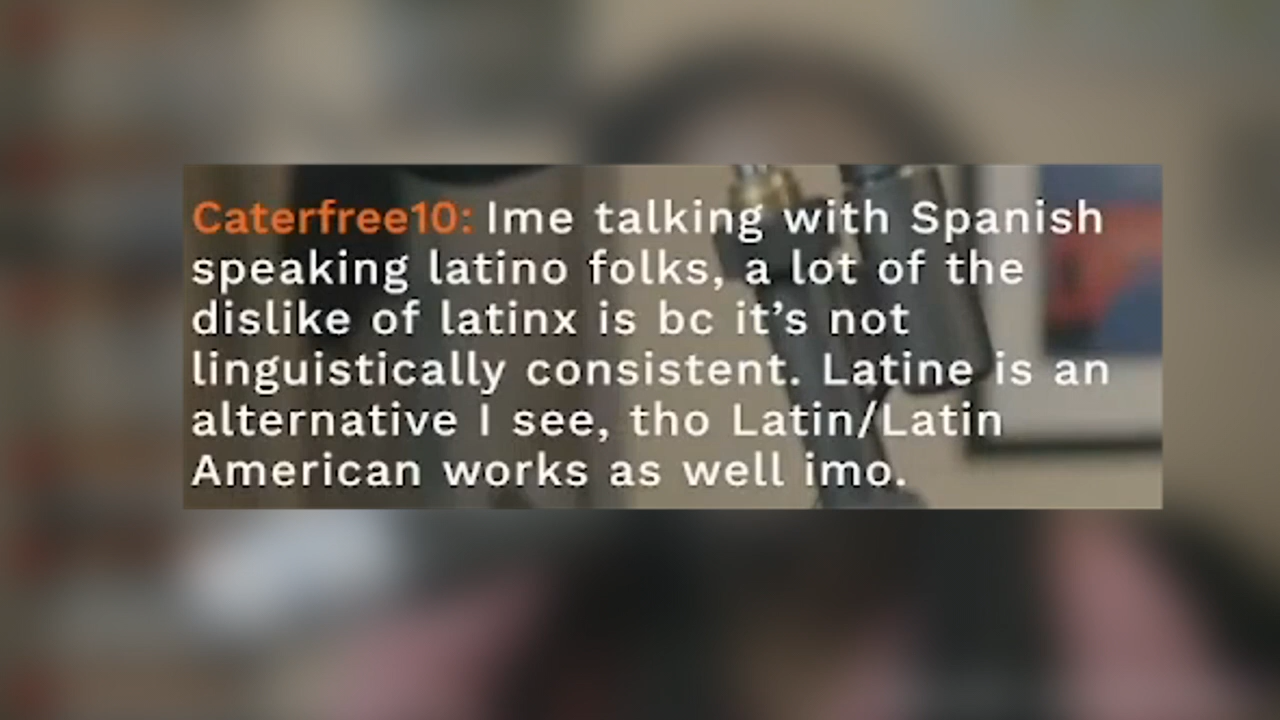 Caterfree10: Ime talking with Spanish
speaking latino folks, a lot of the
dislike of latinx is bc it’s not
linguistically consistent. Latine is an
alternative I see, tho Latin/Latin
American works as well imo.